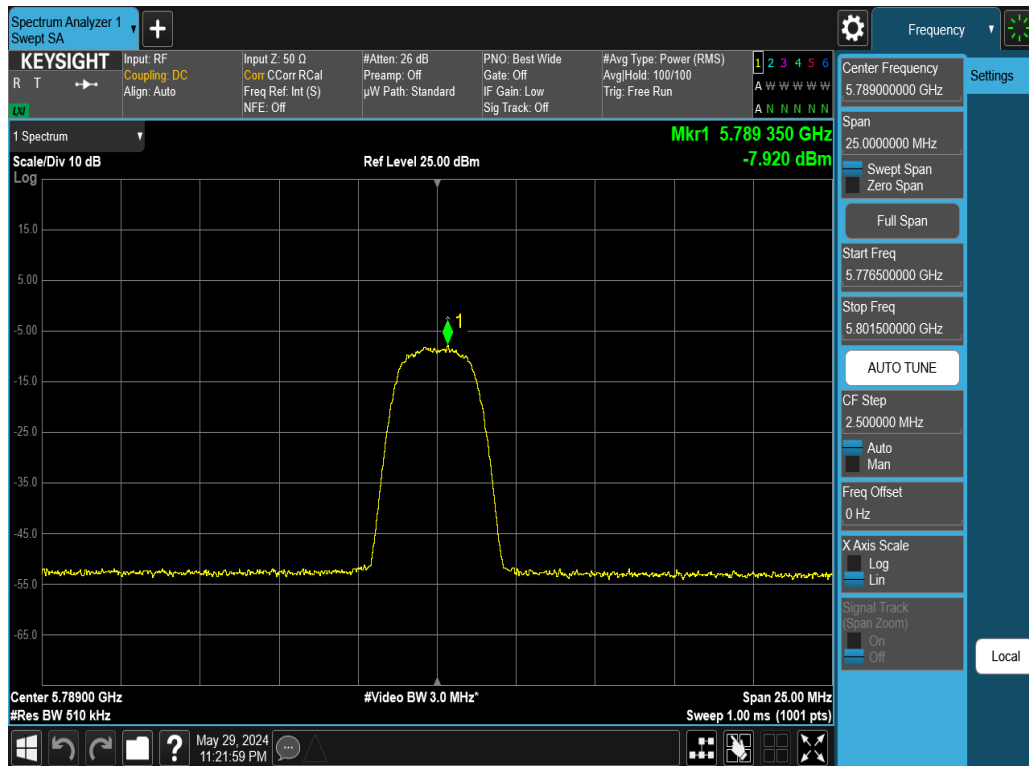 Spectrum Analyzer 1
Swept SA
+
Frequency
KEYSIGHT
R T
LXI
Input: RF
Coupling: DC
Align: Auto
Input Z: 50 Ω
Corr CCorr RCal
Freq Ref: Int (S)
NFE: Off
#Atten: 26 dB
Preamp: Off
µW Path: Standard
PNO: Best Wide
Gate: Off
IF Gain: Low
Sig Track: Off
#Avg Type: Power (RMS)
Avg|Hold: 100/100
Trig: Free Run
1 2 3 4 5 6
A W W W W W
A N N N N N
1 Spectrum
Scale/Div 10 dB
Log
Ref Level 25.00 dBm
Mkr1 5.789 350 GHz
-7.920 dBm
15.0
5.00
-5.00
-15.0
-25.0
-35.0
-45.0
-55.0
-65.0
1
Center 5.78900 GHz
#Res BW 510 kHz
#Video BW 3.0 MHz*
Span 25.00 MHz
Sweep 1.00 ms (1001 pts)
Center Frequency
5.789000000 GHz
Span
25.0000000 MHz
Swept Span
Zero Span
Full Span
Start Freq
5.776500000 GHz
Stop Freq
5.801500000 GHz
AUTO TUNE
CF Step
2.500000 MHz
Auto
Man
Freq Offset
0 Hz
X Axis Scale
Log
Lin
Signal Track
(Span Zoom)
On
Off
Settings
Local
?
May 29, 2024
11:21:59 PM